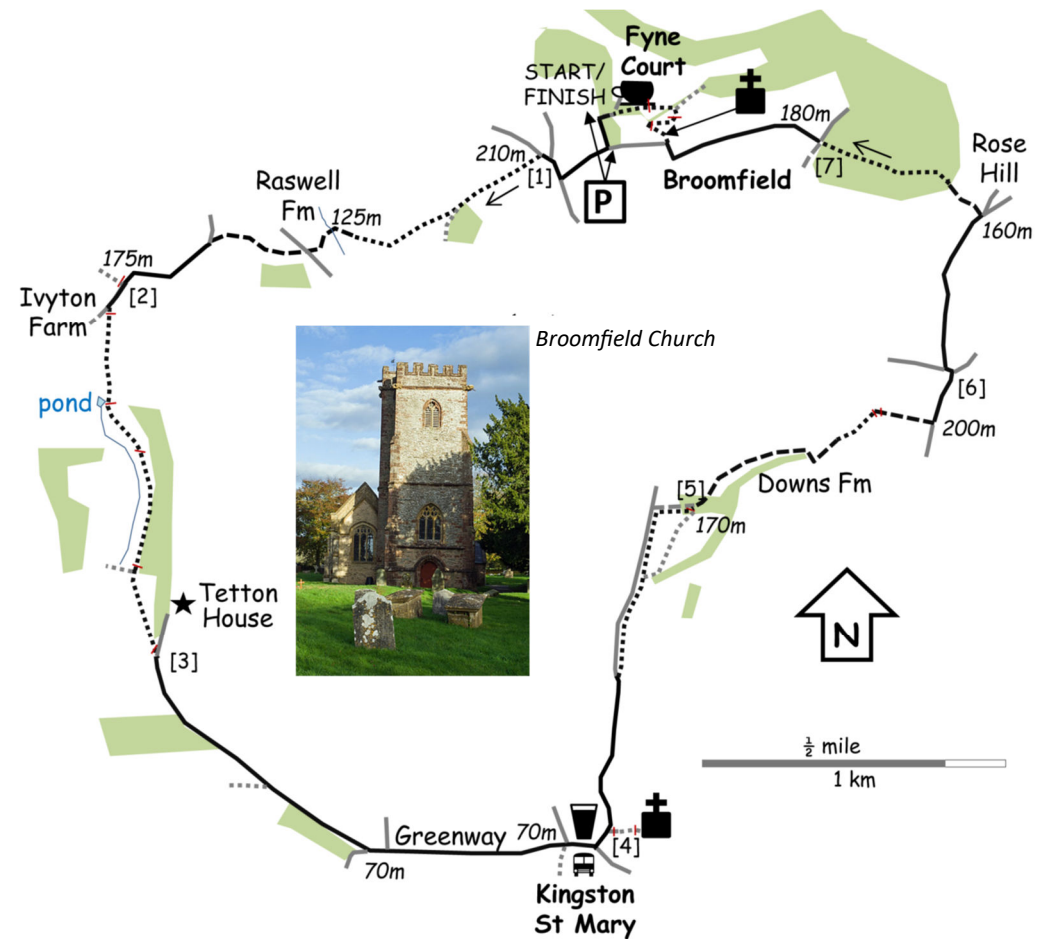 Fyne
Court
START/
FINISH
180m
210m
[1]
P
Broomfield
[7]
Rose
Hill
160m
Raswell
Fm
125m
175m
[2]
Ivyton
Farm
Broomfield Church
pond
[6]
200m
Downs Fm
[5]
170m
Tetton
House
[3]
N
½ mile
1 km
Greenway
70m
70m
[4]
Kingston
St Mary